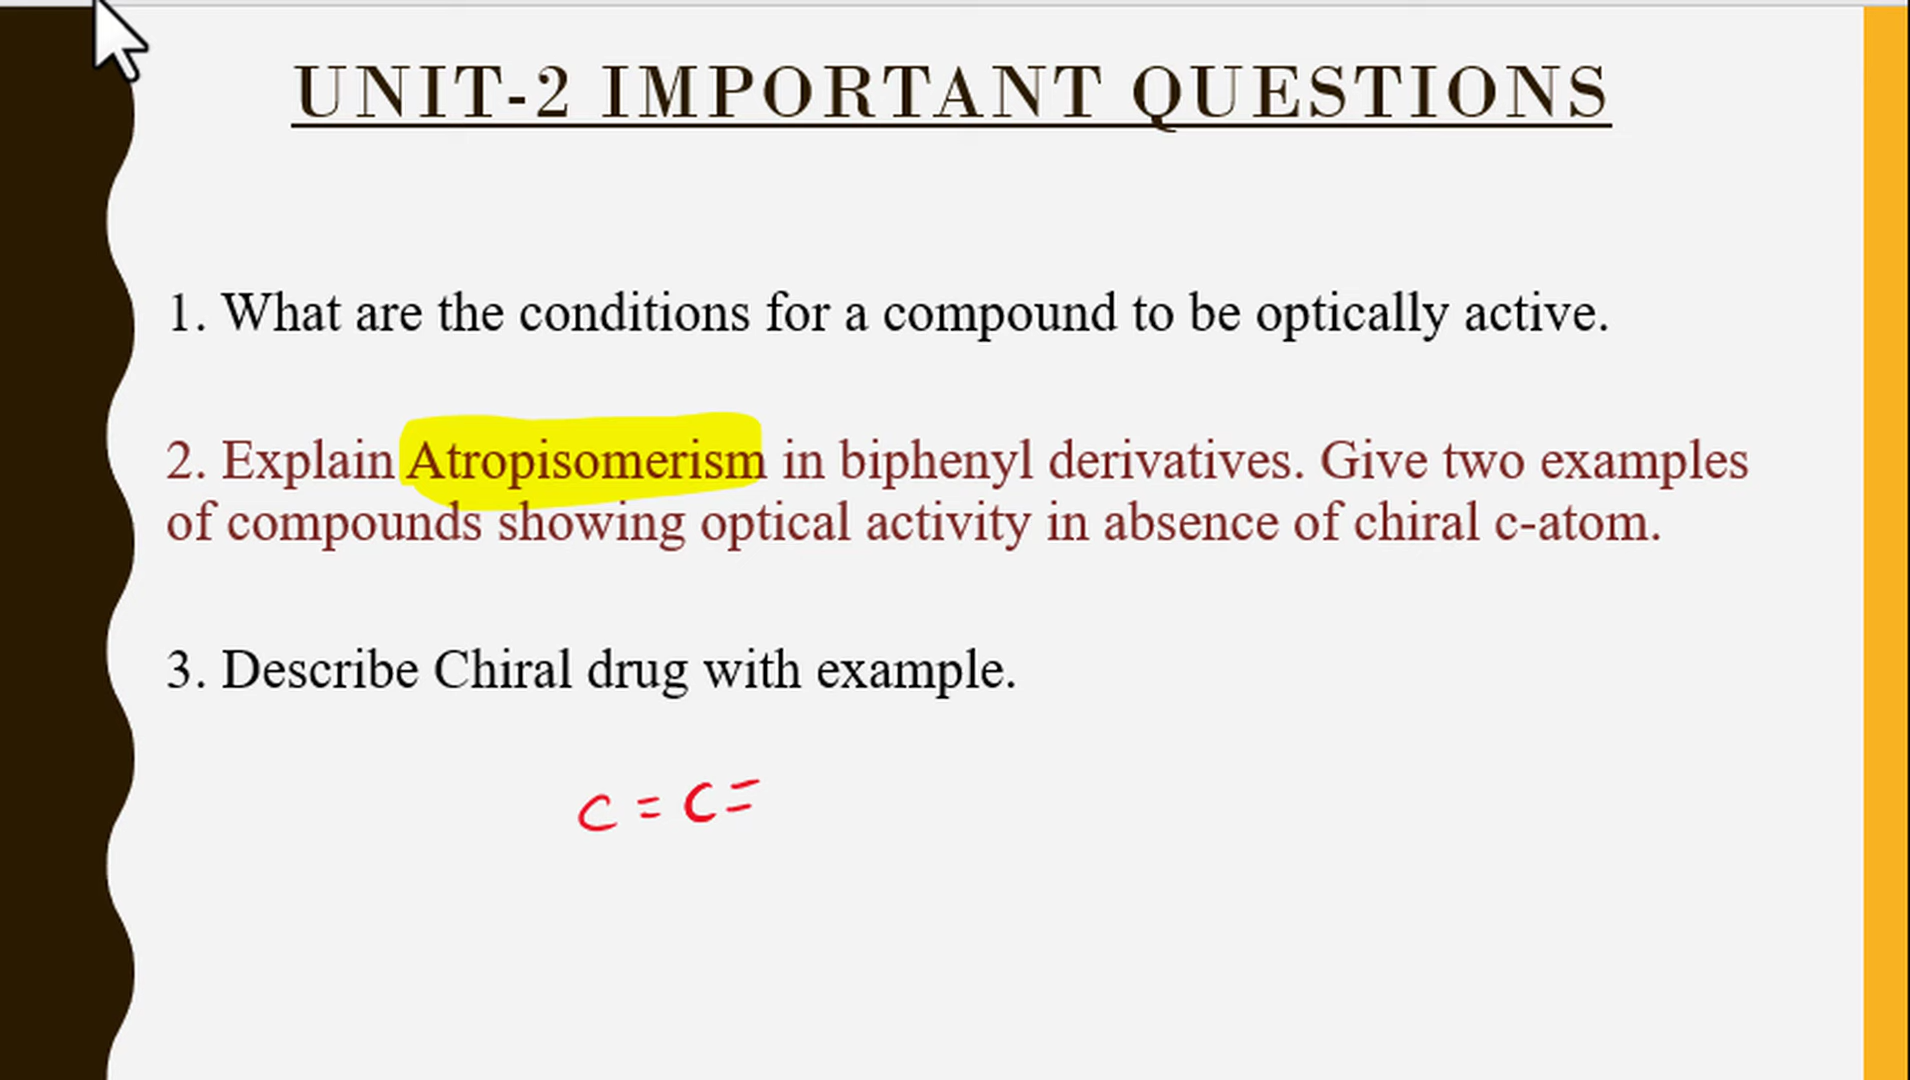 UNIT-2 IMPORTANT QUESTIONS
1. What are the conditions for a compound to be optically active.
2. Explain Atropisomerism in biphenyl derivatives. Give two examples
of compounds showing optical activity in absence of chiral c-atom.
3. Describe Chiral drug with example.
c = c =